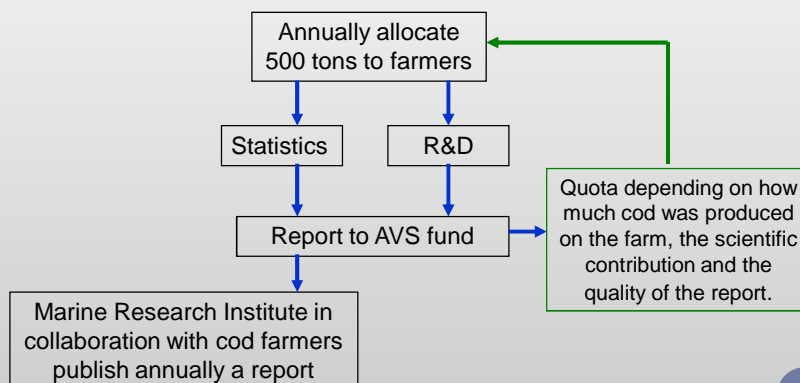 Annually allocate
500 tons to farmers
Statistics
R&D
Report to AVS fund
Quota depending on how
much cod was produced
on the farm, the scientific
contribution and the
quality of the report.
Marine Research Institute in
collaboration with cod farmers
publish annually a report